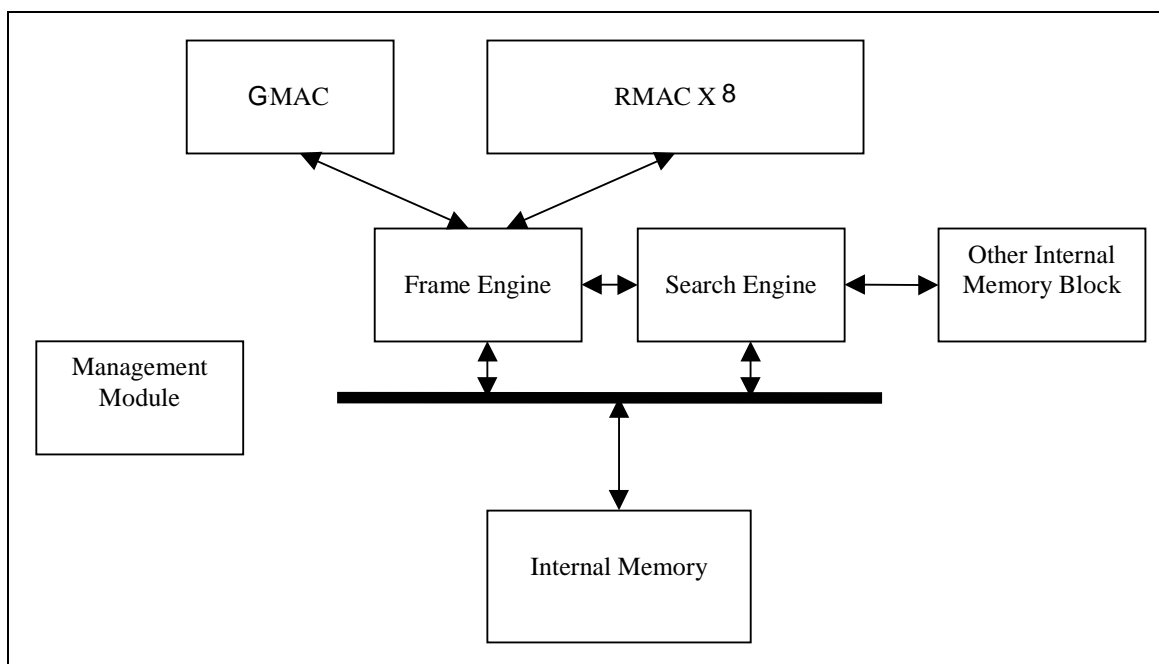 GMAC
RMAC X 8
Frame Engine
Search Engine
Other Internal
Memory Block
Management
Module
Internal Memory